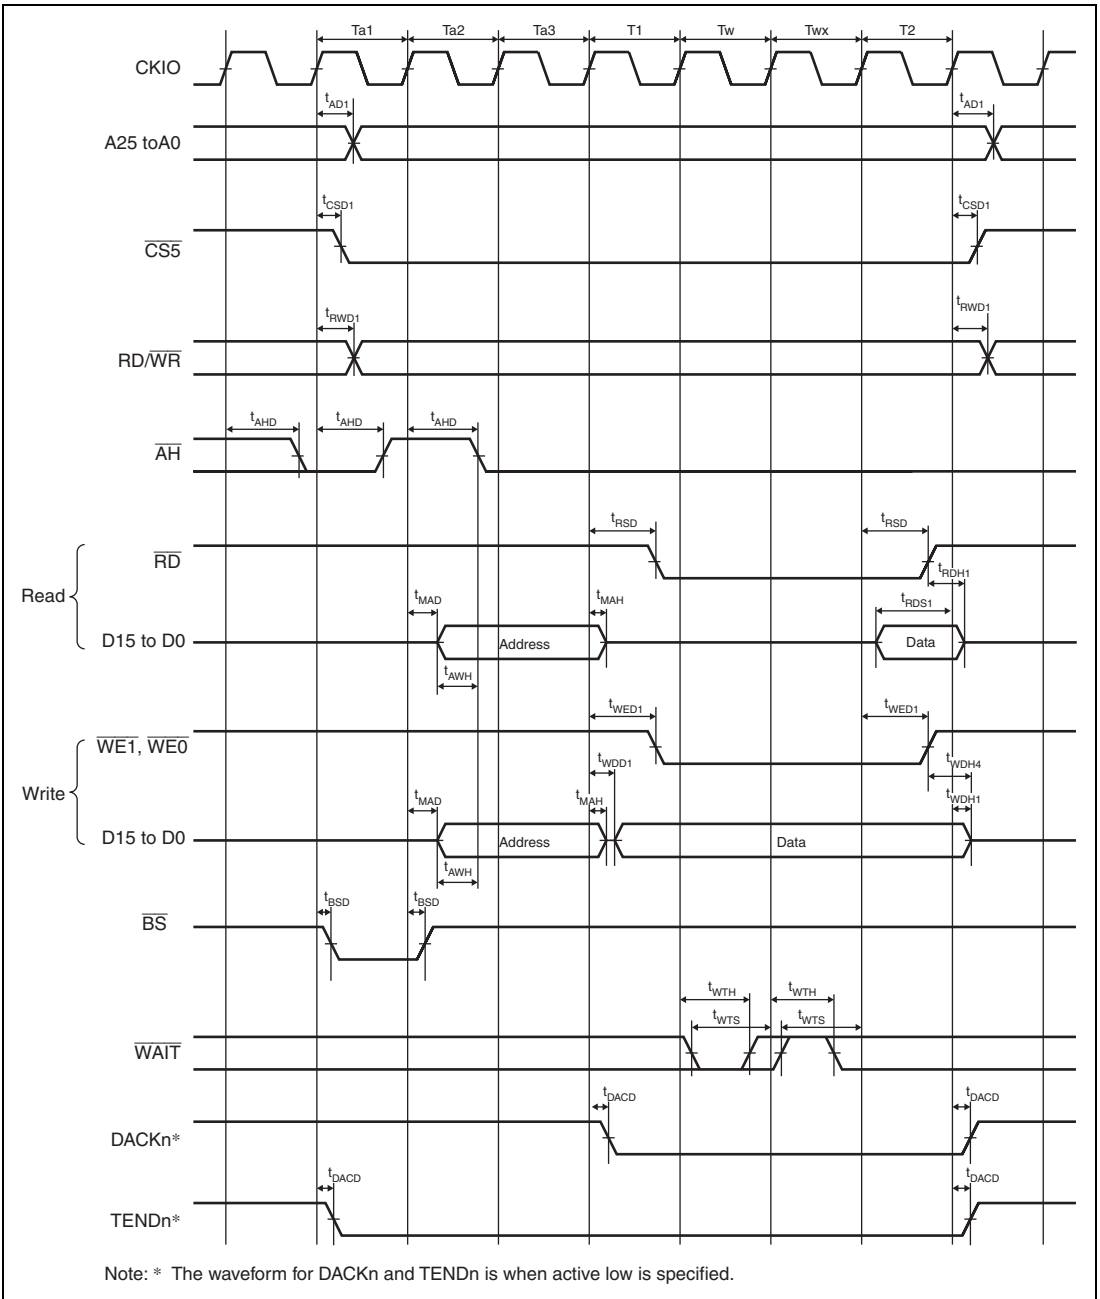 Ta1 Ta2 Ta3 T1 Tw Twx T2
CKIO
tAD1 tAD1
A25 toA0
tCSD1 tCSD1
CS5
tRWD1 tRWD1
RD/WR
tAHD tAHD tAHD
AH
tRSD tRSD
RD
tRDH1
Read
tMAD tMAH tRDS1
D15 to D0 Address Data
tAWH
tWED1 tWED1
WE1, WE0
tWDD1 tWDH4
Write
tMAD tMAH tWDH1
D15 to D0 Address Data
tAWH
tBSD tBSD
BS
tWTH tWTH
tWTS tWTS
WAIT
tDACD tDACD
DACKn*
tDACD tDACD
TENDn*
Note: * The waveform for DACKn and TENDn is when active low is specified.